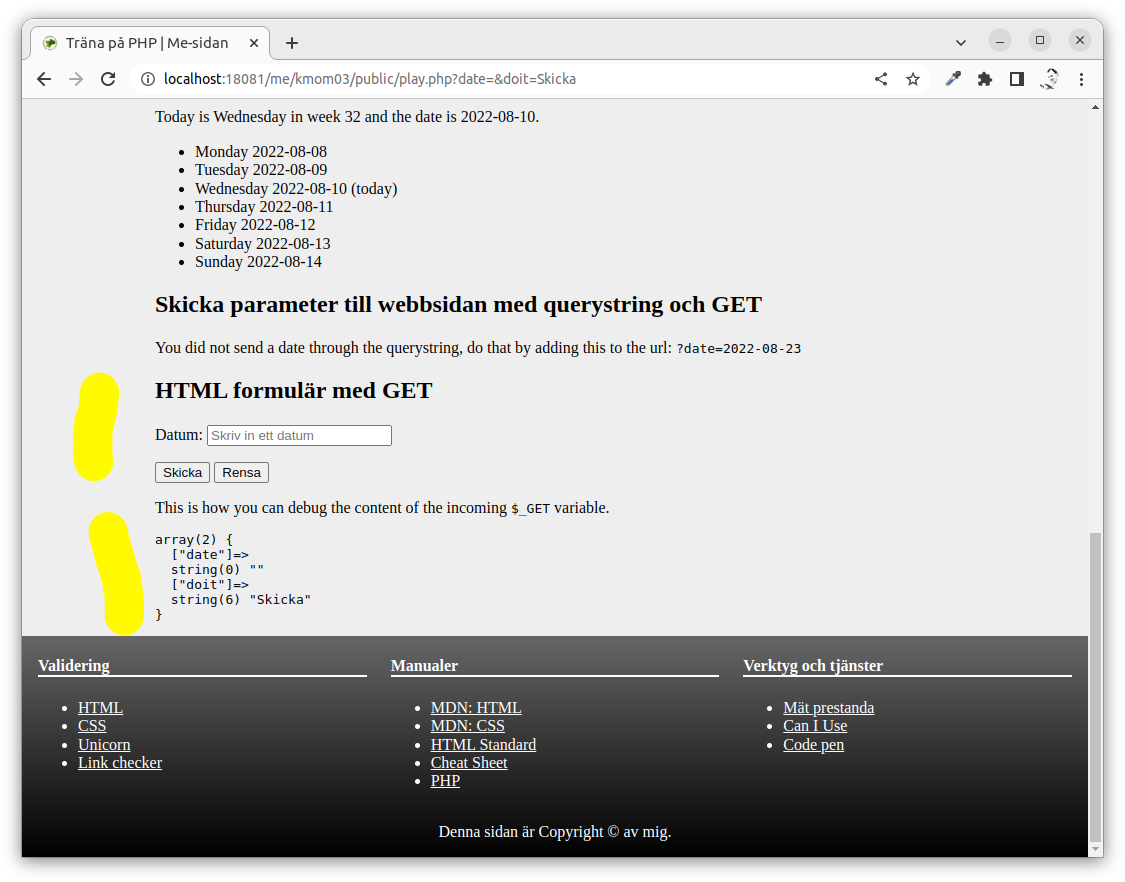 Träna på PHP | Me-sidan
localhost:18081/me/kmom03/public/play.php?date=&doit=Skicka
Today is Wednesday in week 32 and the date is 2022-08-10.
Monday 2022-08-08
Tuesday 2022-08-09
Wednesday 2022-08-10 (today)
Thursday 2022-08-11
Friday 2022-08-12
Saturday 2022-08-13
Sunday 2022-08-14
Skicka parameter till webbsidan med querystring och GET
You did not send a date through the querystring, do that by adding this to the url: ?date=2022-08-23
HTML formulär med GET
Datum: Skriv in ett datum
Skicka Rensa
This is how you can debug the content of the incoming $_GET variable.
array(2) {
  ["date"]=>
  string(0) ""
  ["doit"]=>
  string(6) "Skicka"
}
Validering
HTML
CSS
Unicorn
Link checker
Manualer
MDN: HTML
MDN: CSS
HTML Standard
Cheat Sheet
PHP
Verktyg och tjänster
Mät prestanda
Can I Use
Code pen
Denna sidan är Copyright © av mig.